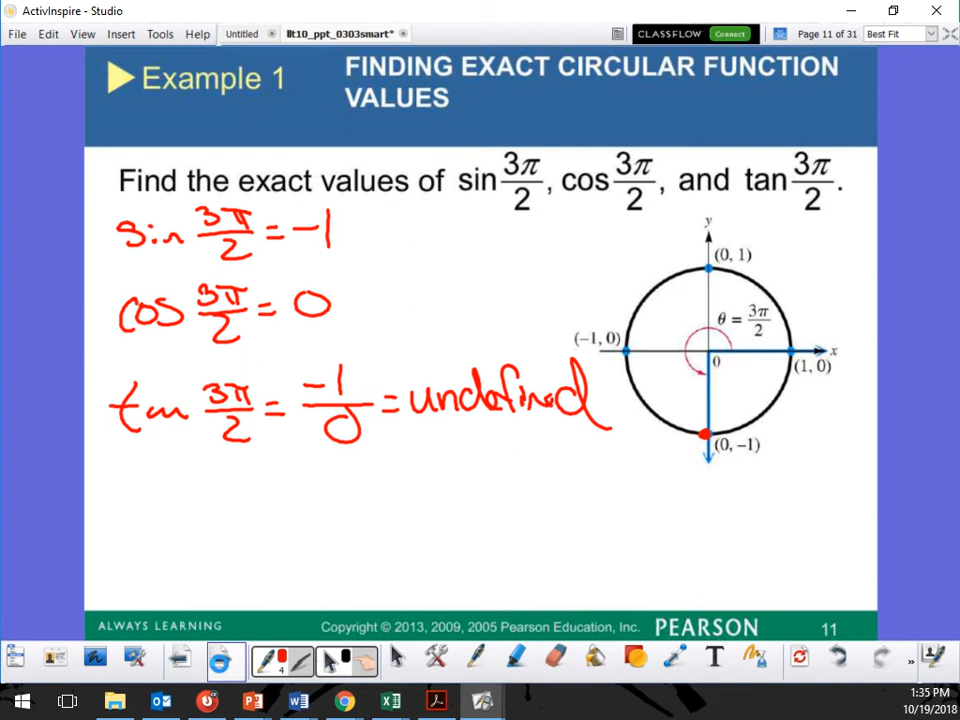 ActivInspire - Studio
File Edit View Insert Tools Help Untitled llt10_ppt_0303smart* CLASSFLOW Connect Page 11 of 31 Best Fit
Example 1
FINDING EXACT CIRCULAR FUNCTION
VALUES
Find the exact values of sin 3π/2, cos 3π/2, and tan 3π/2.
sin 3π/2 = -1
cos 3π/2 = 0
tan 3π/2 = -1/0 = undefined
y
(0, 1)
θ = 3π/2
(-1, 0)
x
0
(1, 0)
(0, -1)
ALWAYS LEARNING
Copyright © 2013, 2009, 2005 Pearson Education, Inc.
PEARSON
11
4
T
»
1:35 PM
10/19/2018